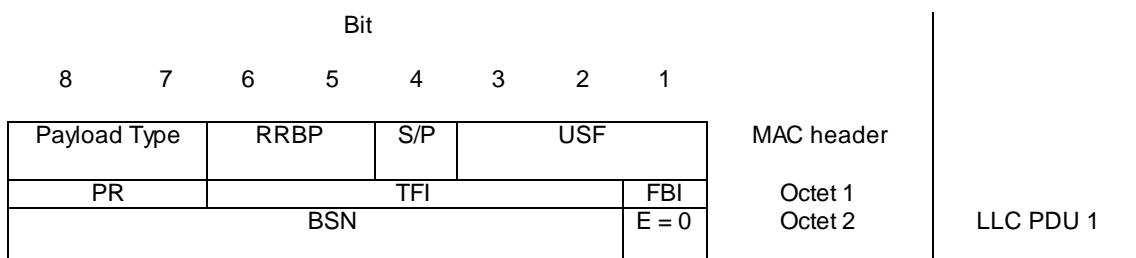 Bit
8 7 6 5 4 3 2 1
Payload Type RRBP S/P USF MAC header
PR TFI FBI Octet 1
BSN E = 0 Octet 2 LLC PDU 1